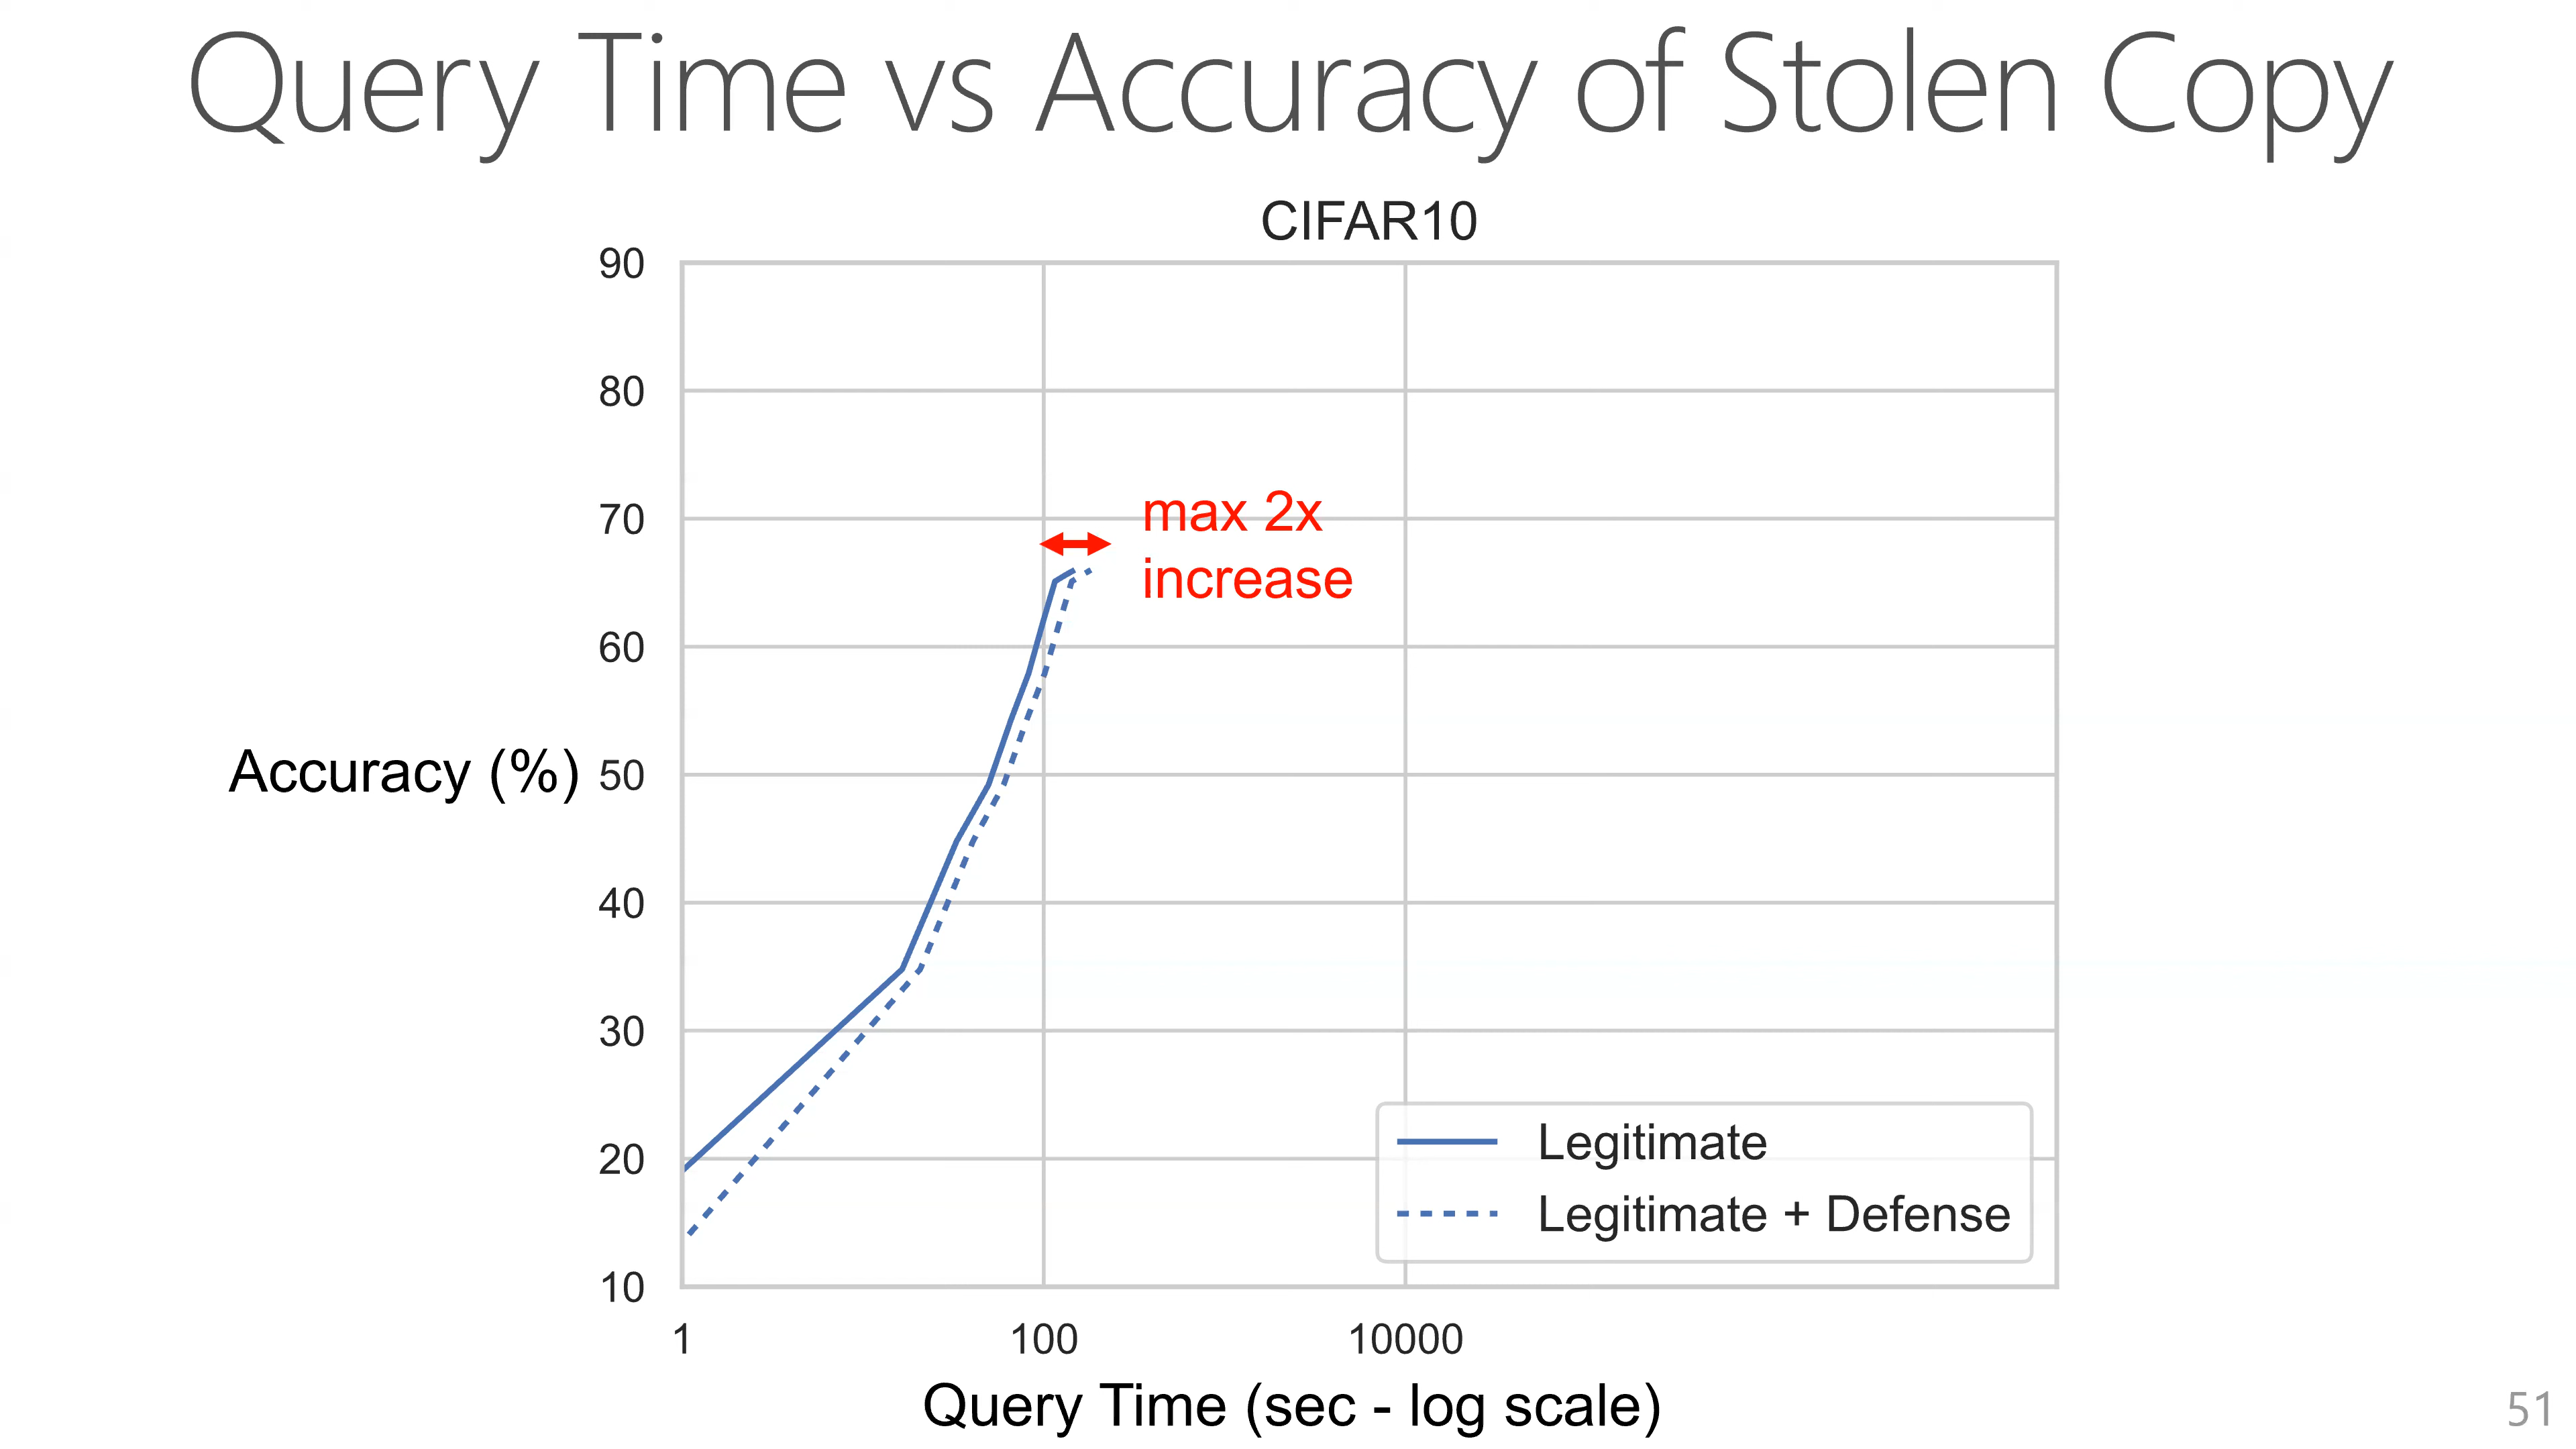 Query Time vs Accuracy of Stolen Copy
CIFAR10
90
80
70
60
50
40
30
20
10
Accuracy (%)
max 2x
increase
Legitimate
Legitimate + Defense
1
100
10000
Query Time (sec - log scale)
51